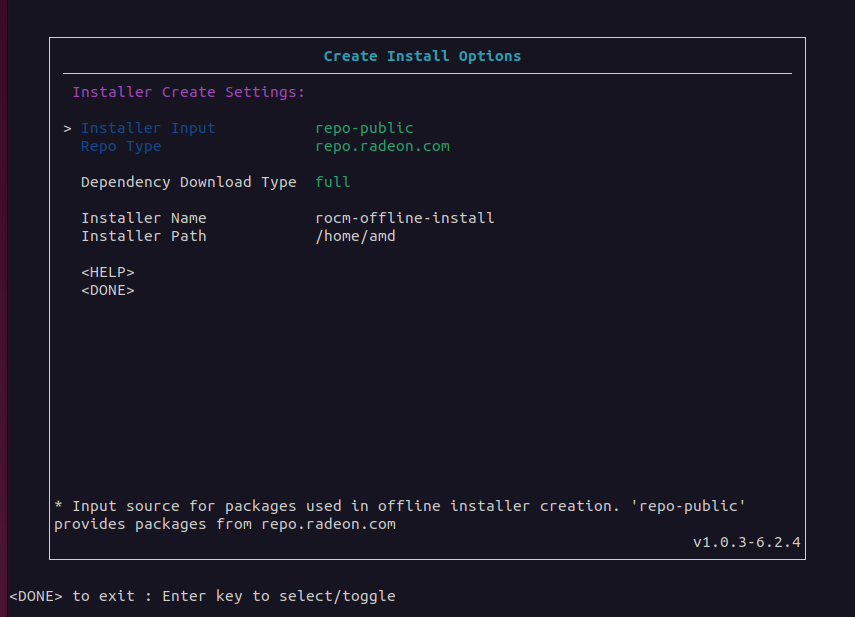 Create Install Options
Installer Create Settings:
> Installer Input repo-public
Repo Type repo.radeon.com
Dependency Download Type full
Installer Name rocm-offline-install
Installer Path /home/amd
<HELP>
<DONE>
* Input source for packages used in offline installer creation. 'repo-public'
provides packages from repo.radeon.com
v1.0.3-6.2.4
<DONE> to exit : Enter key to select/toggle